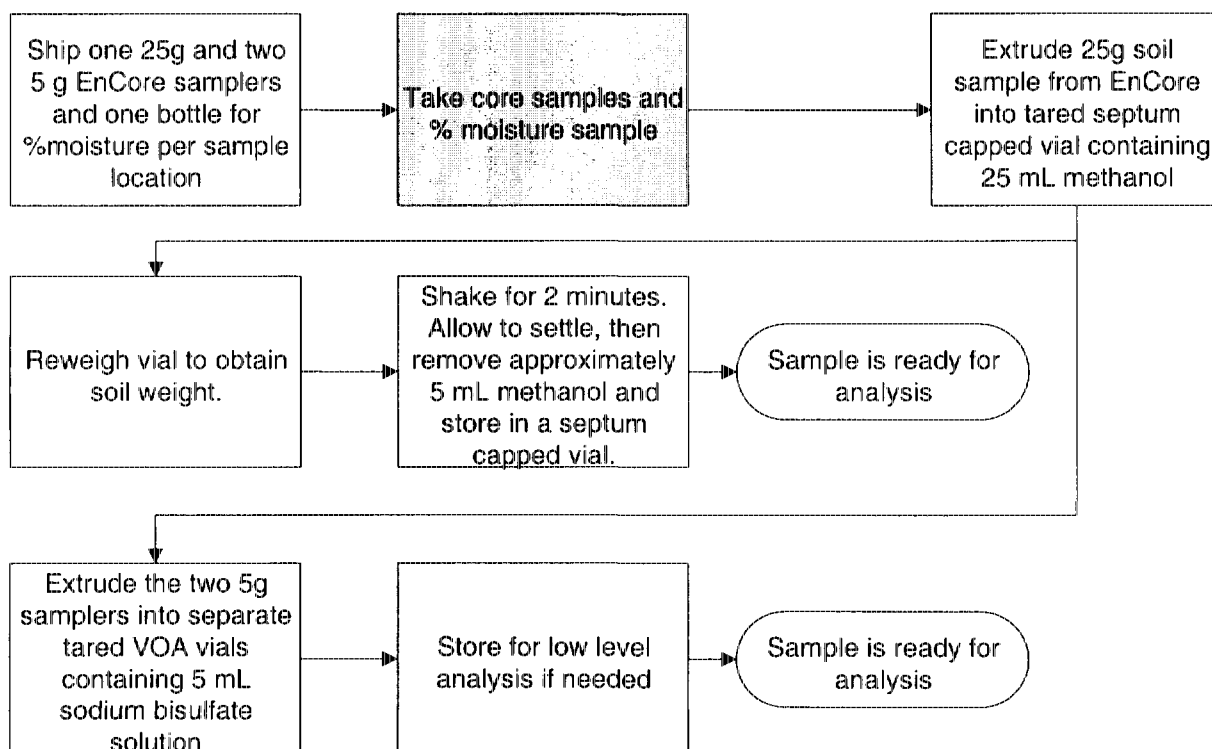 Ship one 25g and two
5 g EnCore samplers
and one bottle for
%moisture per sample
location
Take core samples and
% moisture sample
Extrude 25g soil
sample from EnCore
into tared septum
capped vial containing
25 mL methanol
Reweigh vial to obtain
soil weight.
Shake for 2 minutes.
Allow to settle, then
remove approximately
5 mL methanol and
store in a septum
capped vial.
Sample is ready for
analysis
Extrude the two 5g
samplers into separate
tared VOA vials
containing 5 mL
sodium bisulfate
solution
Store for low level
analysis if needed
Sample is ready for
analysis